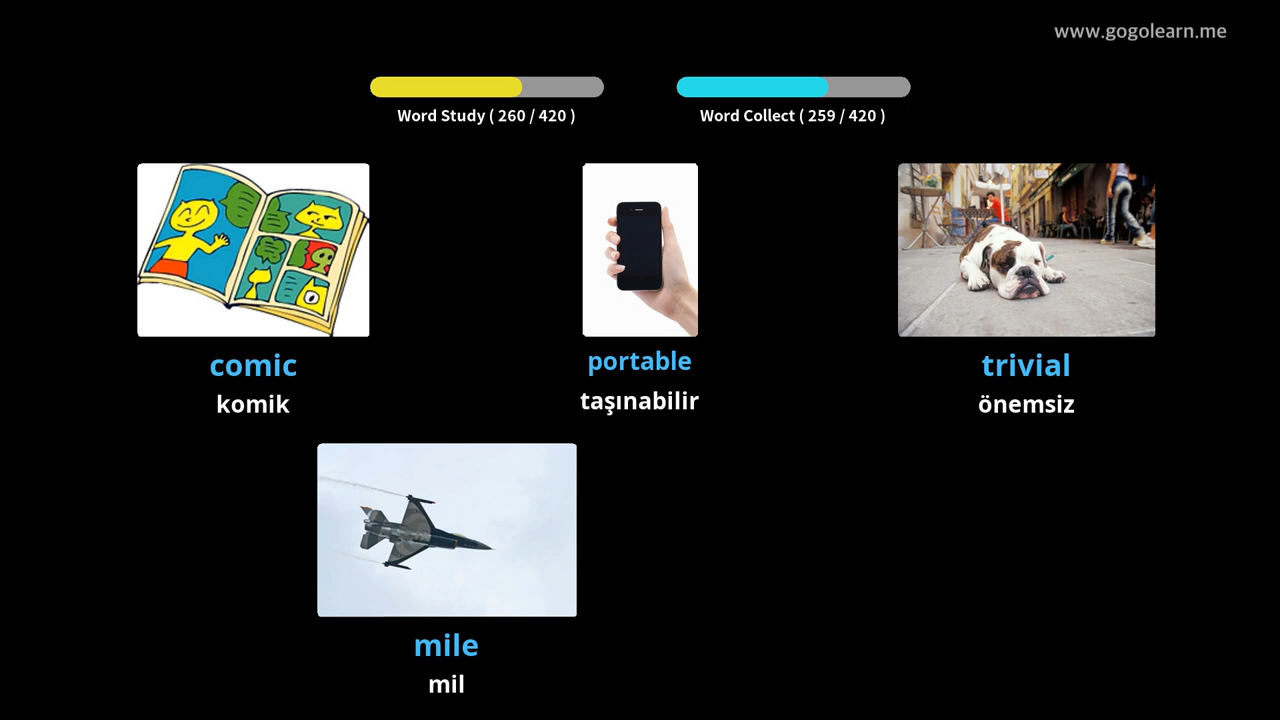 www.gogolearn.me
Word Study ( 260 / 420 )
Word Collect ( 259 / 420 )
comic
komik
portable
taşınabilir
trivial
önemsiz
mile
mil